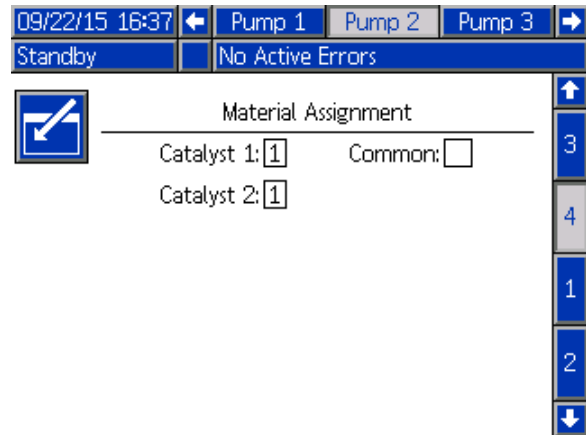 09/22/15 16:37 Pump 1 Pump 2 Pump 3
Standby No Active Errors
Material Assignment
Catalyst 1: 1 Common:
Catalyst 2: 1
3
4
1
2